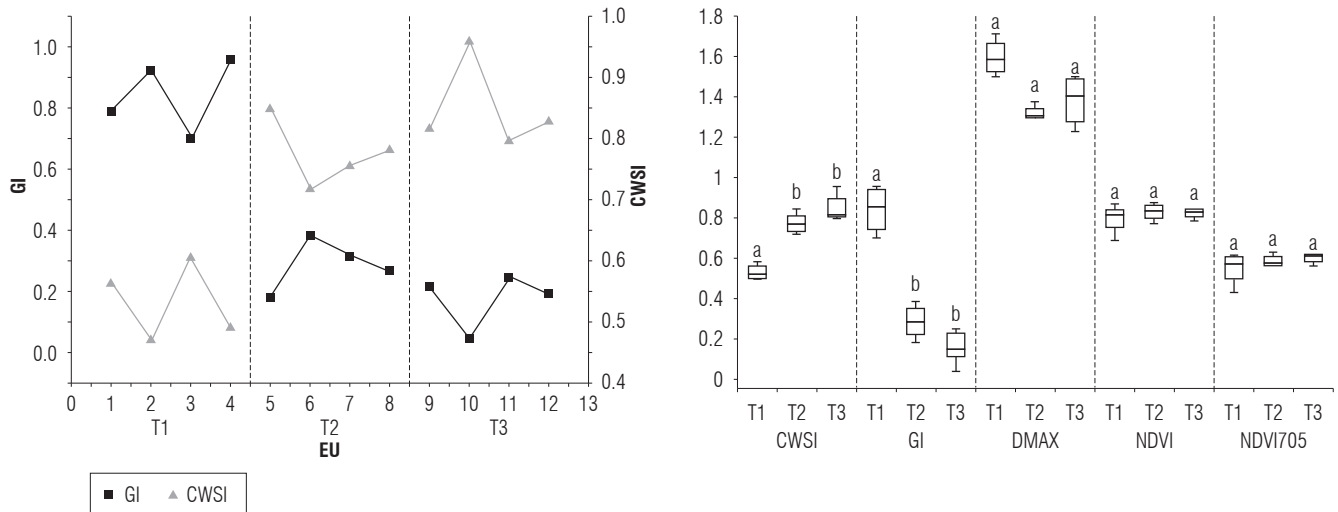 1.0
0.8
0.6
0.4
0.2
0.0
GI
1.0
0.9
0.8
0.7
0.6
0.5
0.4
CWSI
0 1 2 3 4 5 6 7 8 9 10 11 12 13
T1 T2 T3
EU
GI CWSI
1.8
1.6
1.4
1.2
1
0.8
0.6
0.4
0.2
0
a b b
a b b
a a a
a a a
a a a
T1 T2 T3 T1 T2 T3 T1 T2 T3 T1 T2 T3 T1 T2 T3
CWSI GI DMAX NDVI NDVI705